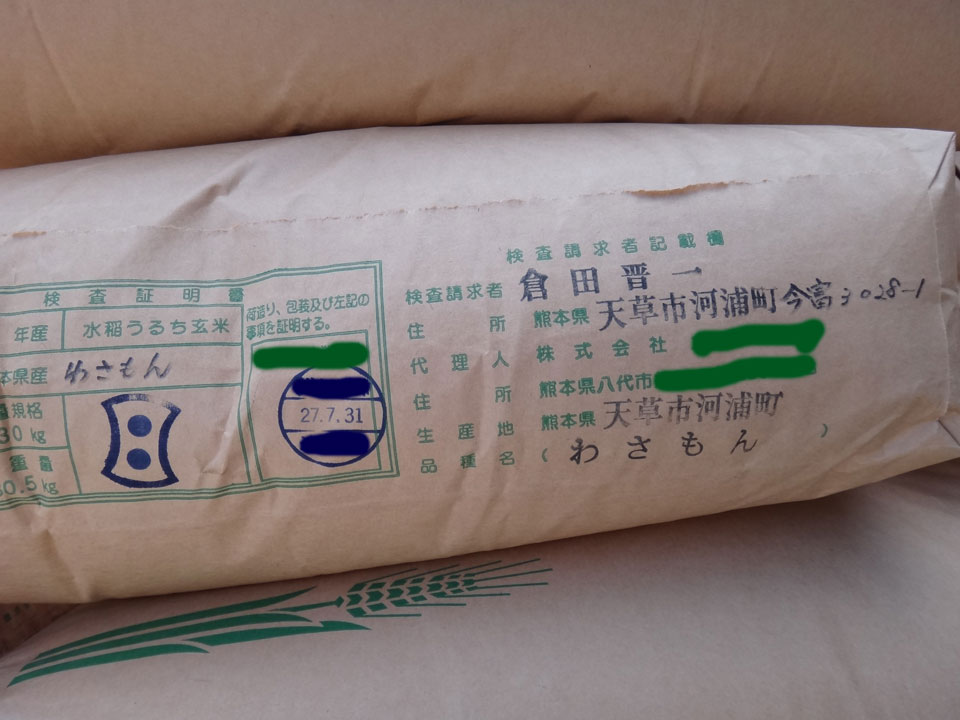 検査証明書
年産 水稲うるち玄米
本県産 わさもん
規格
30kg
重量
30.5kg
荷造り、包装及び左記の
事項を証明する。
27.7.31
検査請求者記載欄
検査請求者 倉田晋一
住所 熊本県天草市河浦町今富3028-1
代理人 株式会社
住所 熊本県八代市
生産地 熊本県天草市河浦町
品種名 (わさもん)